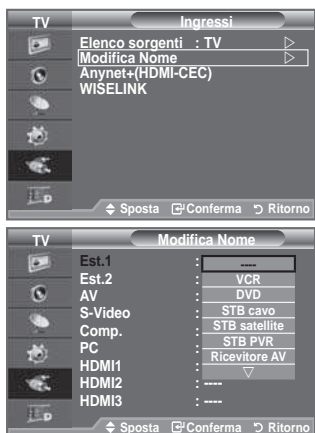 TV Ingressi
Elenco sorgenti : TV
Modifica Nome
Anynet+(HDMI-CEC)
WISELINK
Sposta Conferma Ritorno
TV Modifica Nome
Est.1 : ----
Est.2 : VCR
AV : DVD
S-Video : STB cavo
Comp. : STB satellite
PC : STB PVR
HDMI1 : Ricevitore AV
HDMI2 : ----
HDMI3 : ----
Sposta Conferma Ritorno